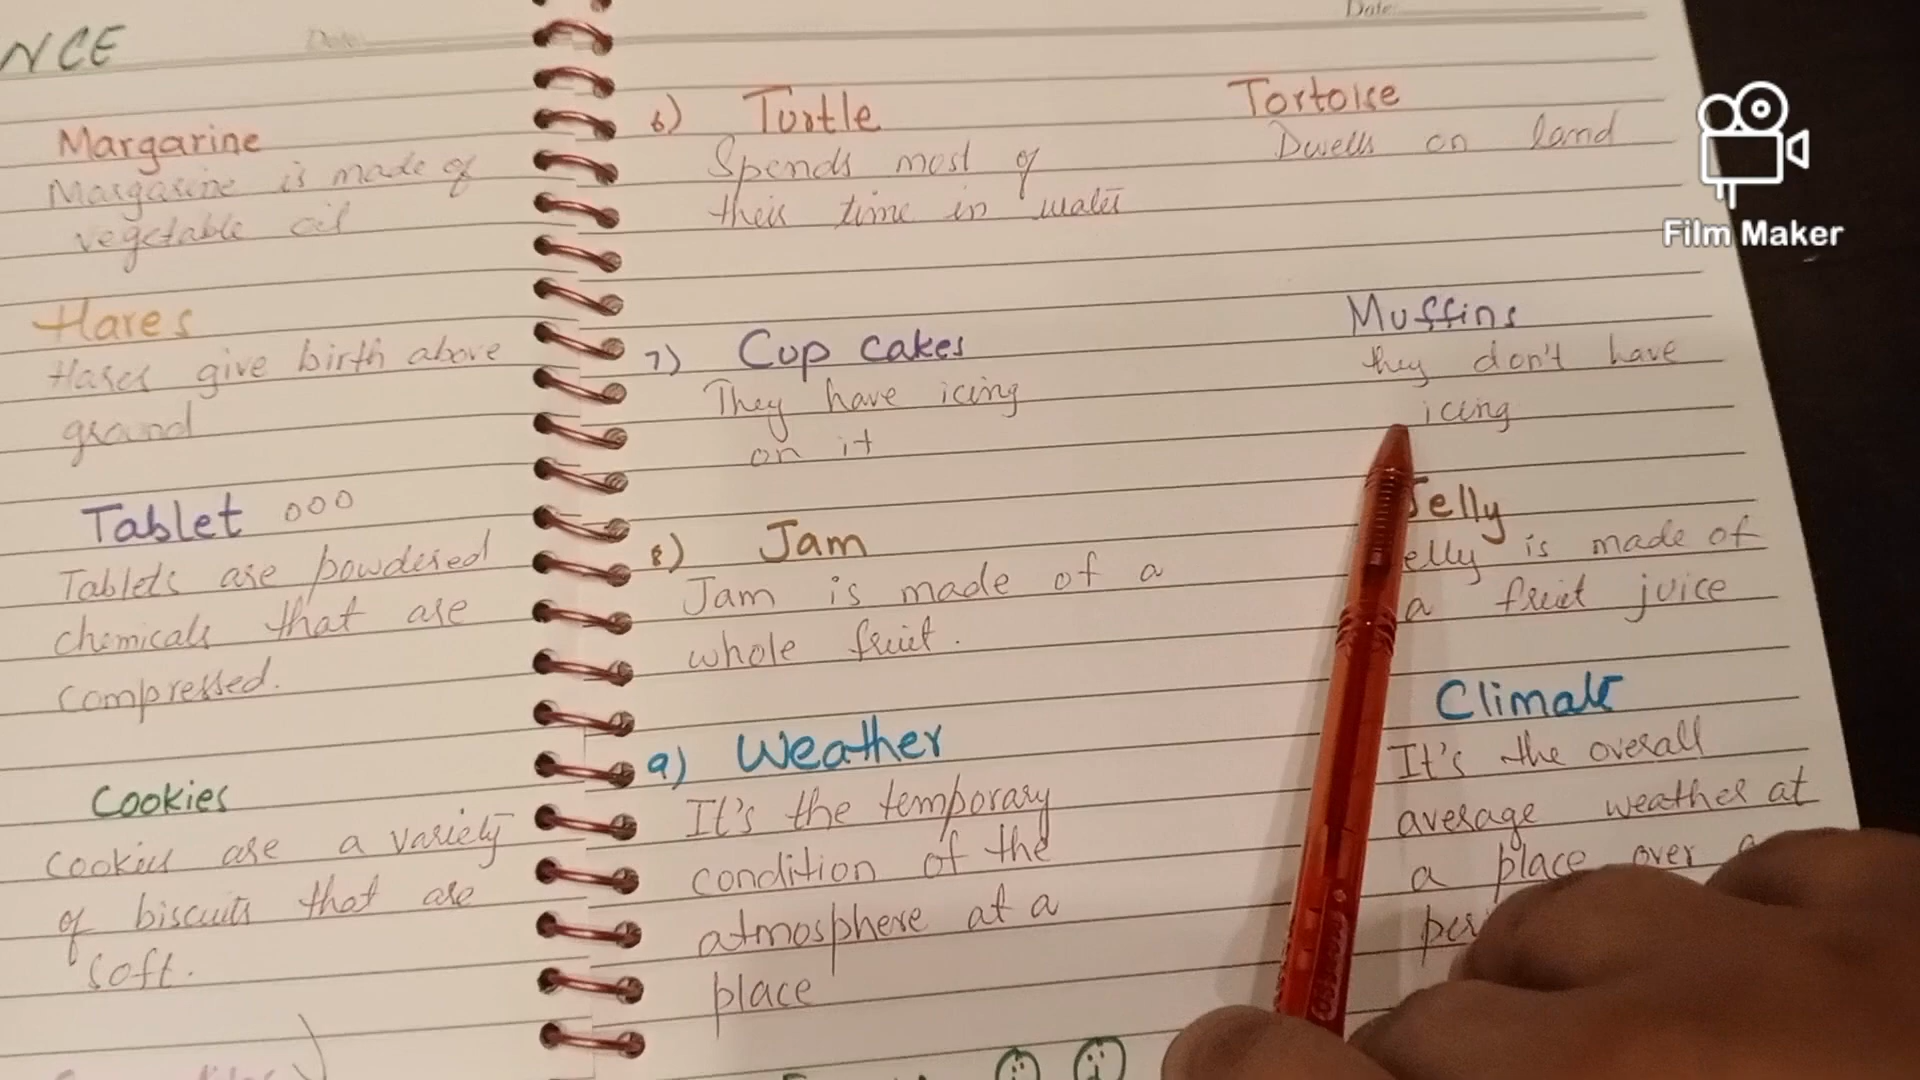 NCE
Date
Margarine
Margarine is made of
vegetable oil
Hares
Hares give birth above
ground
Tablet
Tablets are powdered
chemicals that are
compressed.
Cookies
Cookies are a variety
of biscuits that are
soft.
Date
6) Turtle Tortoise
Spends most of Dwells on land
their time in water
7) Cup cakes Muffins
They have icing they don't have
on it icing
8) Jam Jelly
Jam is made of a elly is made of
whole fruit. a fruit juice
9) Weather Climate
It's the temporary It's the overall
condition of the average weather at
atmosphere at a a place over a
place per
Film Maker